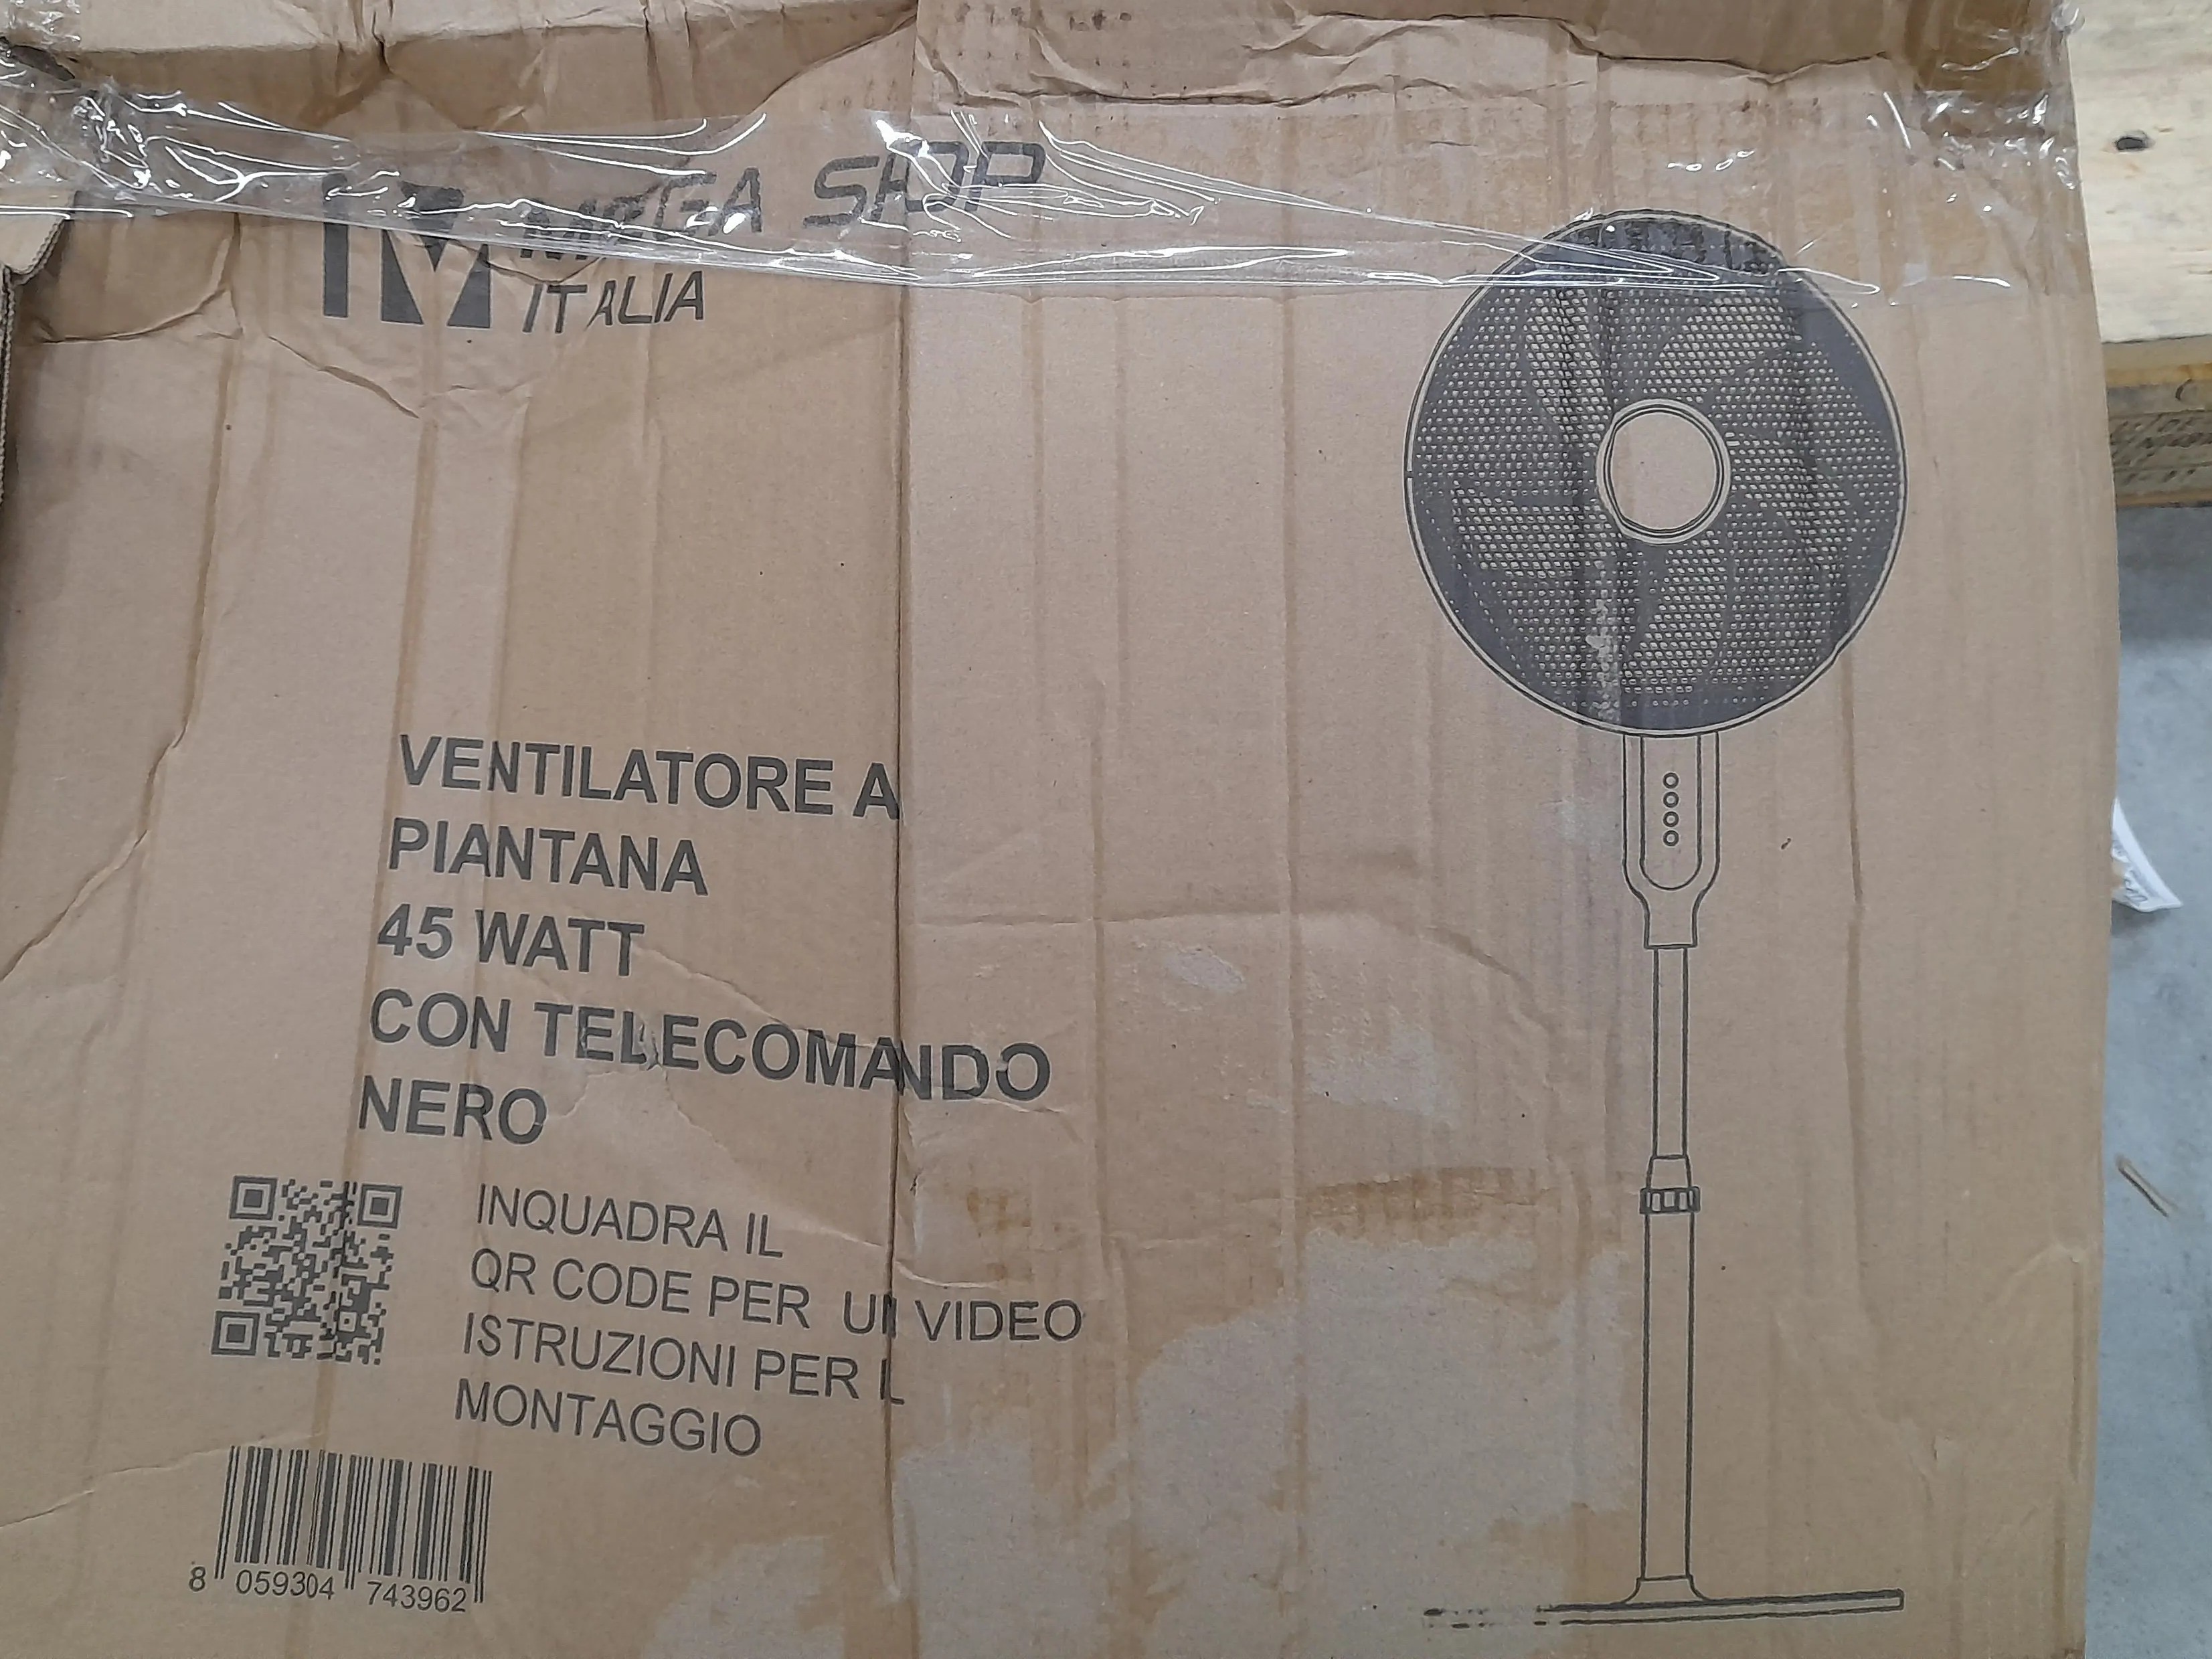 MEGA SHOP
ITALIA
VENTILATORE A
PIANTANA
45 WATT
CON TELECOMANDO
NERO
INQUADRA IL
QR CODE PER UN VIDEO
ISTRUZIONI PER IL
MONTAGGIO
8 059304 743962